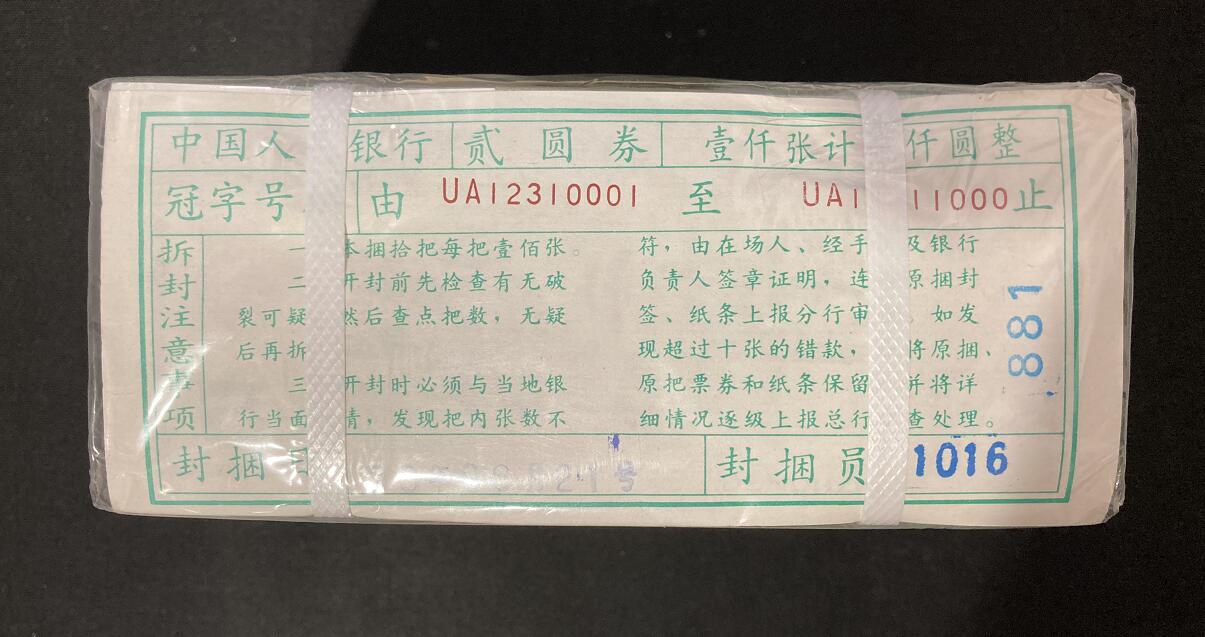 中国人 银行 贰圆券 壹仟张计 仟圆整
冠字号 由 UA12310001 至 UA1 11000 止
拆封注意事项
一 本捆拾把每把壹佰张。
二 开封前先检查有无破
裂可疑 然后查点把数，无疑
后再拆
三 开封时必须与当地银
行当面 清，发现把内张数不
符，由在场人、经手 及银行
负责人签章证明，连 原捆封
签、纸条上报分行审 如发
现超过十张的错款， 将原捆、
原把票券和纸条保留 并将详
细情况逐级上报总行 查处理。
881
封捆 号 封捆员 1016